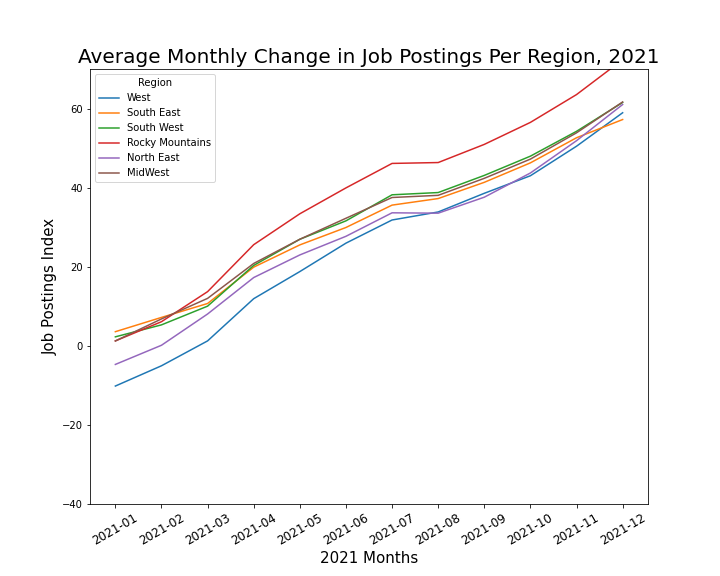 Average Monthly Change in Job Postings Per Region, 2021
Region
West
South East
South West
Rocky Mountains
North East
MidWest
60
40
20
0
−20
−40
Job Postings Index
2021-01
2021-02
2021-03
2021-04
2021-05
2021-06
2021-07
2021-08
2021-09
2021-10
2021-11
2021-12
2021 Months